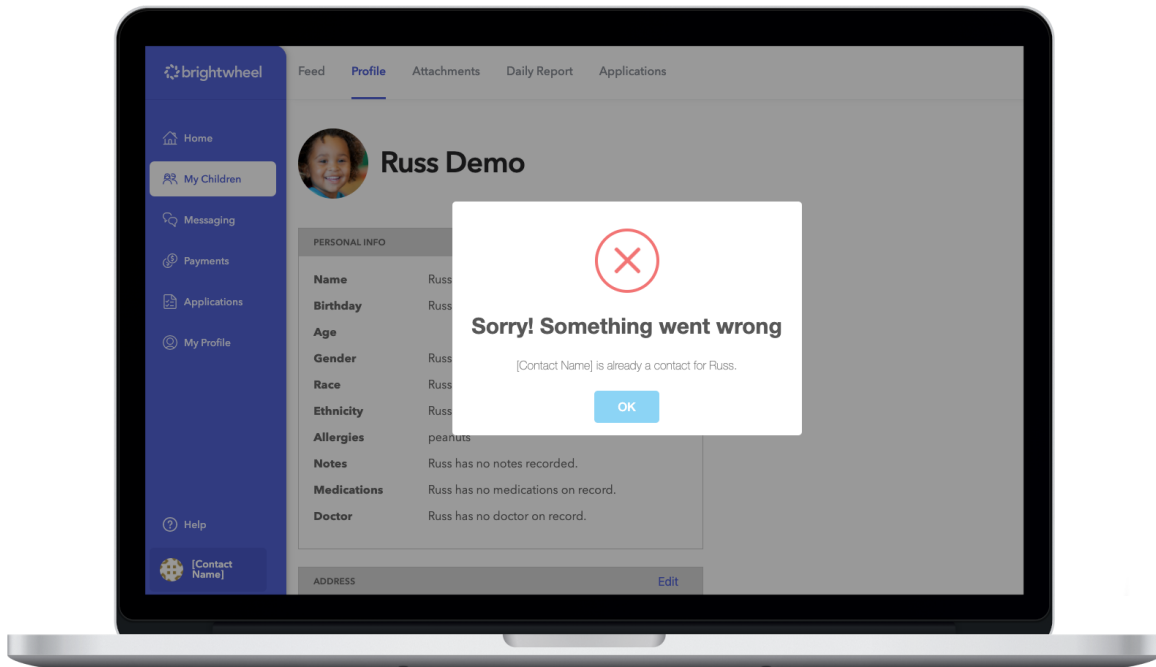 brightwheel
Feed Profile Attachments Daily Report Applications
Home
My Children
Messaging
Payments
Applications
My Profile
Help
[Contact
Name]
Russ Demo
PERSONAL INFO
Name Russ
Birthday Russ
Age
Gender Russ
Race Russ
Ethnicity Russ
Allergies peanuts
Notes Russ has no notes recorded.
Medications Russ has no medications on record.
Doctor Russ has no doctor on record.
ADDRESS Edit
Sorry! Something went wrong
[Contact Name] is already a contact for Russ.
OK